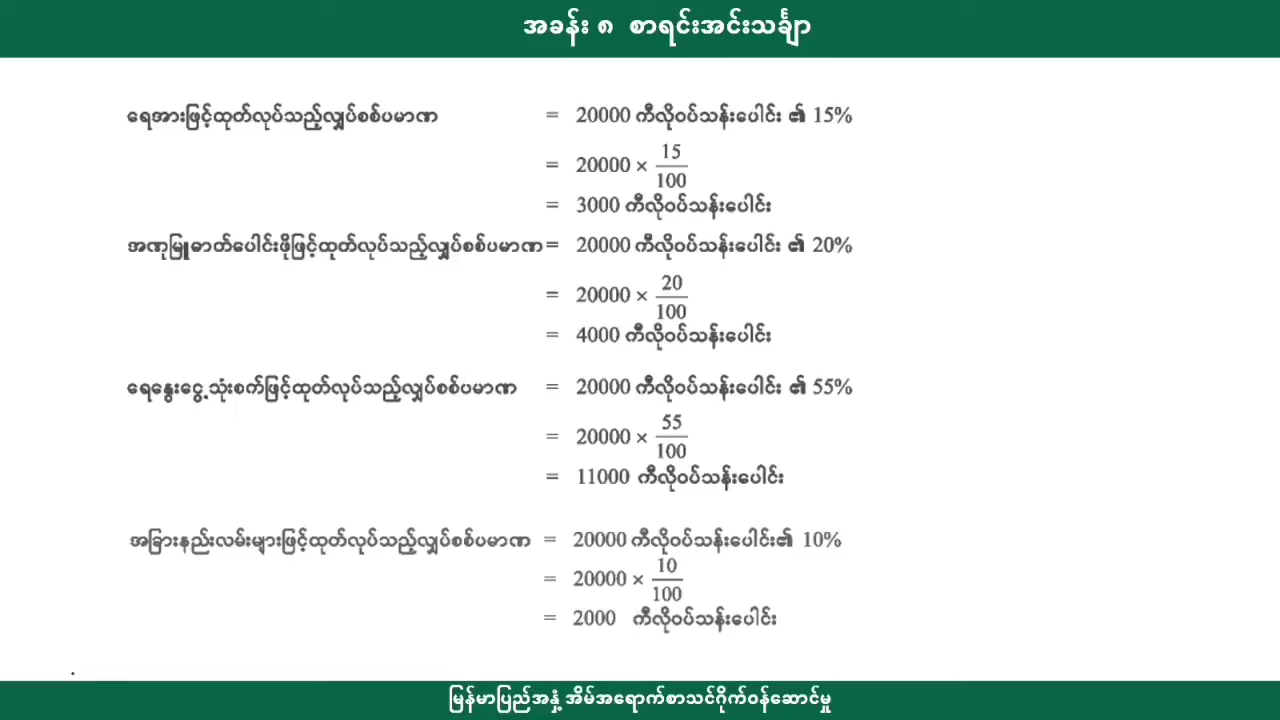 အခန်း ၈ စာရင်းအင်းသင်္ချာ
ရေအားဖြင့်ထုတ်လုပ်သည့်လျှပ်စစ်ပမာဏ = 20000 ကီလိုဝပ်သန်းပေါင်း ၏ 15%
= 20000 × 15/100
= 3000 ကီလိုဝပ်သန်းပေါင်း
အဏုမြူဓာတ်ပေါင်းဖိုဖြင့်ထုတ်လုပ်သည့်လျှပ်စစ်ပမာဏ = 20000 ကီလိုဝပ်သန်းပေါင်း ၏ 20%
= 20000 × 20/100
= 4000 ကီလိုဝပ်သန်းပေါင်း
ရေနွေးငွေ့သုံးစက်ဖြင့်ထုတ်လုပ်သည့်လျှပ်စစ်ပမာဏ = 20000 ကီလိုဝပ်သန်းပေါင်း ၏ 55%
= 20000 × 55/100
= 11000 ကီလိုဝပ်သန်းပေါင်း
အခြားနည်းလမ်းများဖြင့်ထုတ်လုပ်သည့်လျှပ်စစ်ပမာဏ = 20000 ကီလိုဝပ်သန်းပေါင်း၏ 10%
= 20000 × 10/100
= 2000 ကီလိုဝပ်သန်းပေါင်း
မြန်မာပြည်အနှံ့ အိမ်အရောက်စာသင်ဂိုက်ဝန်ဆောင်မှု